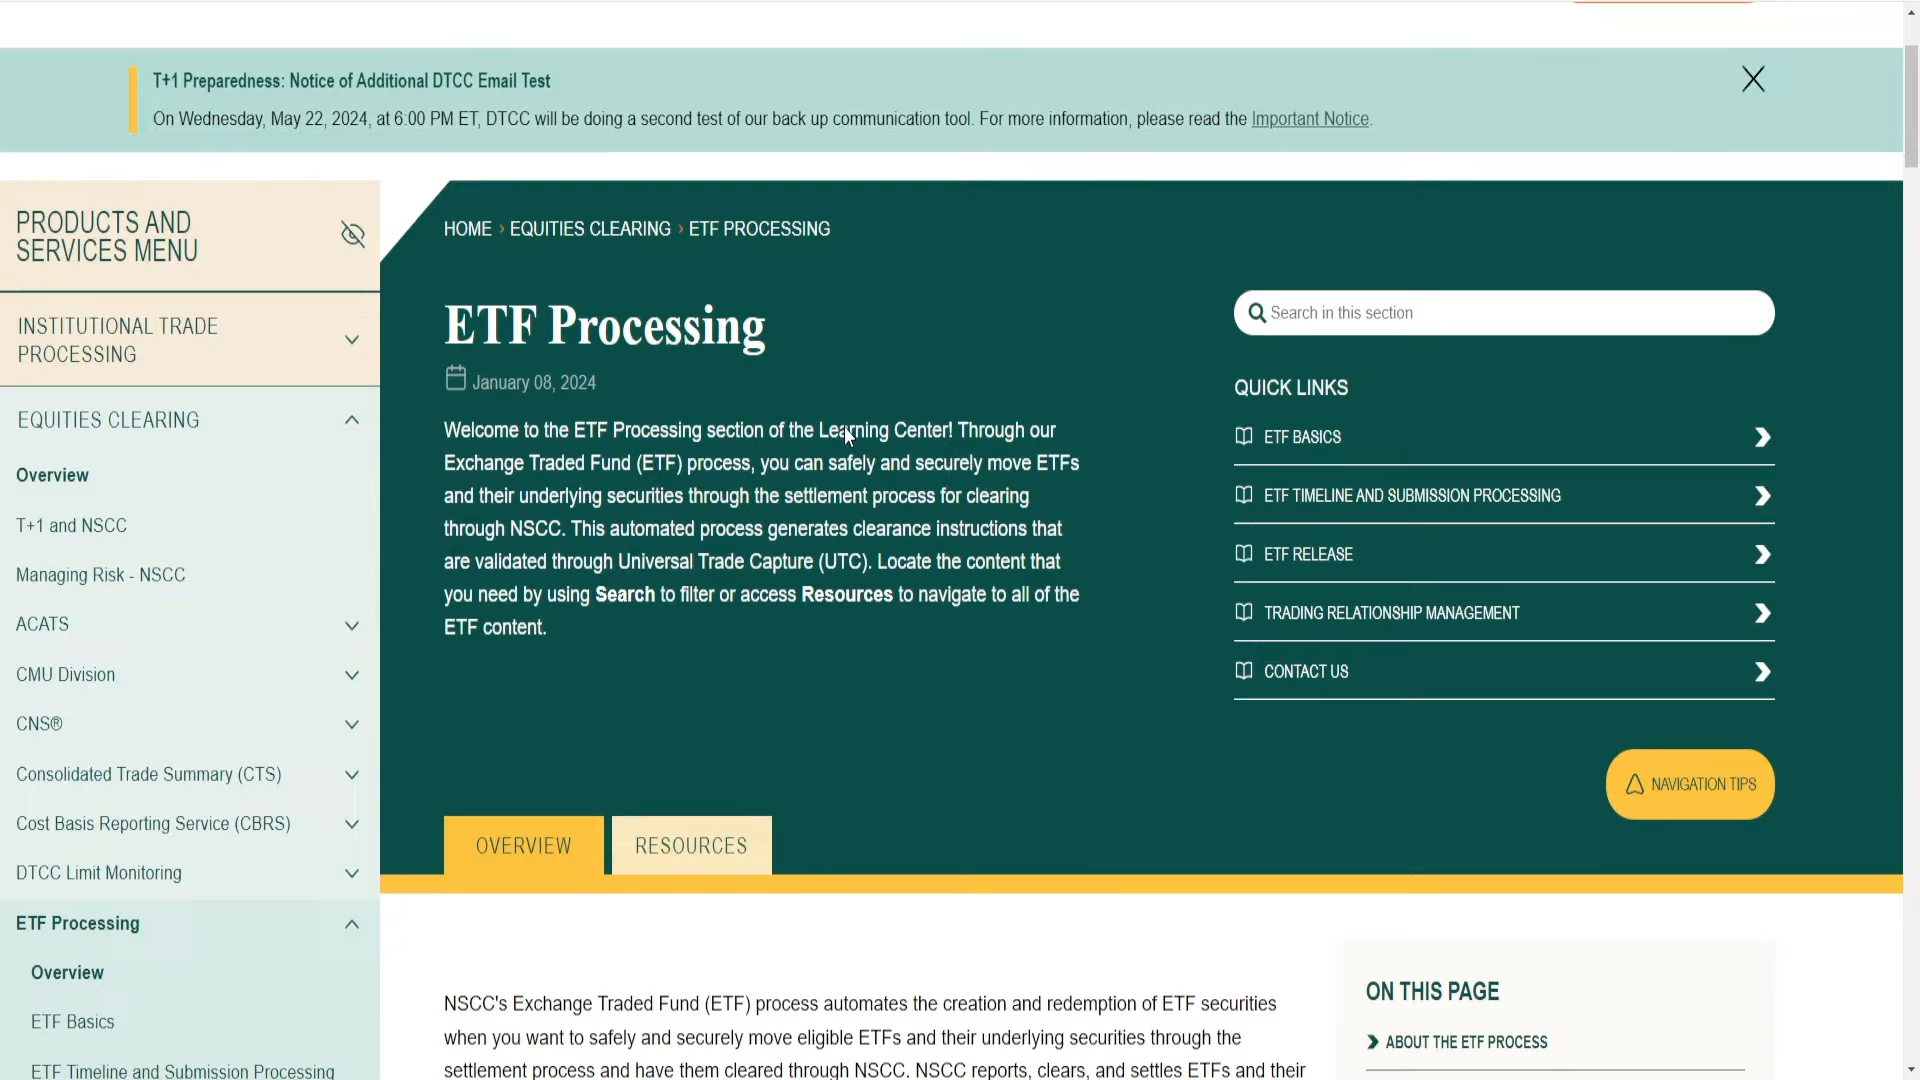 T+1 Preparedness: Notice of Additional DTCC Email Test
On Wednesday, May 22, 2024, at 6:00 PM ET, DTCC will be doing a second test of our back up communication tool. For more information, please read the Important Notice.
PRODUCTS AND
SERVICES MENU
INSTITUTIONAL TRADE
PROCESSING
EQUITIES CLEARING
Overview
T+1 and NSCC
Managing Risk - NSCC
ACATS
CMU Division
CNS®
Consolidated Trade Summary (CTS)
Cost Basis Reporting Service (CBRS)
DTCC Limit Monitoring
ETF Processing
Overview
ETF Basics
ETF Timeline and Submission Processing
HOME › EQUITIES CLEARING › ETF PROCESSING
ETF Processing
January 08, 2024
Welcome to the ETF Processing section of the Learning Center! Through our
Exchange Traded Fund (ETF) process, you can safely and securely move ETFs
and their underlying securities through the settlement process for clearing
through NSCC. This automated process generates clearance instructions that
are validated through Universal Trade Capture (UTC). Locate the content that
you need by using Search to filter or access Resources to navigate to all of the
ETF content.
Search in this section
QUICK LINKS
ETF BASICS
ETF TIMELINE AND SUBMISSION PROCESSING
ETF RELEASE
TRADING RELATIONSHIP MANAGEMENT
CONTACT US
NAVIGATION TIPS
OVERVIEW
RESOURCES
NSCC's Exchange Traded Fund (ETF) process automates the creation and redemption of ETF securities
when you want to safely and securely move eligible ETFs and their underlying securities through the
settlement process and have them cleared through NSCC. NSCC reports, clears, and settles ETFs and their
ON THIS PAGE
ABOUT THE ETF PROCESS